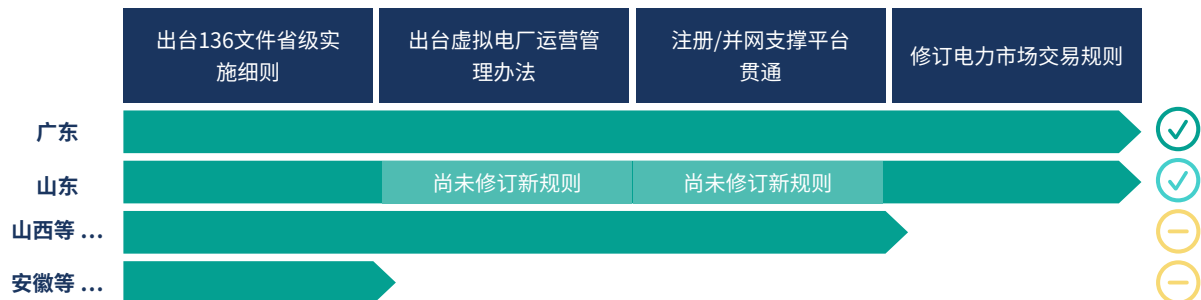 出台136文件省级实
施细则
出台虚拟电厂运营管
理办法
注册/并网支撑平台
贯通
修订电力市场交易规则
广东
山东
尚未修订新规则
尚未修订新规则
山西等 ...
安徽等 ...